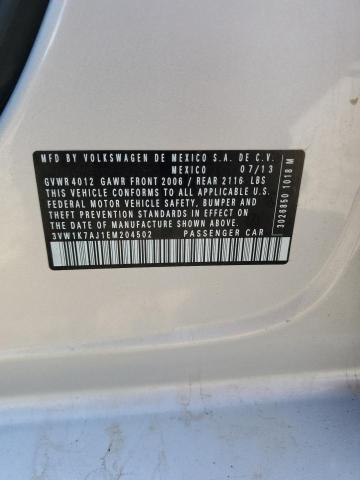 MFD BY VOLKSWAGEN DE MEXICO S.A. DE C.V.
MEXICO 07/13
GVWR 4012 GAWR FRONT 2006 / REAR 2116 LBS
THIS VEHICLE CONFORMS TO ALL APPLICABLE U.S.
FEDERAL MOTOR VEHICLE SAFETY, BUMPER AND
THEFT PREVENTION STANDARDS IN EFFECT ON THE
DATE OF MANUFACTURE SHOWN ABOVE.
3VW1K7AJ1EM204502 PASSENGER CAR
3026850 1018 M